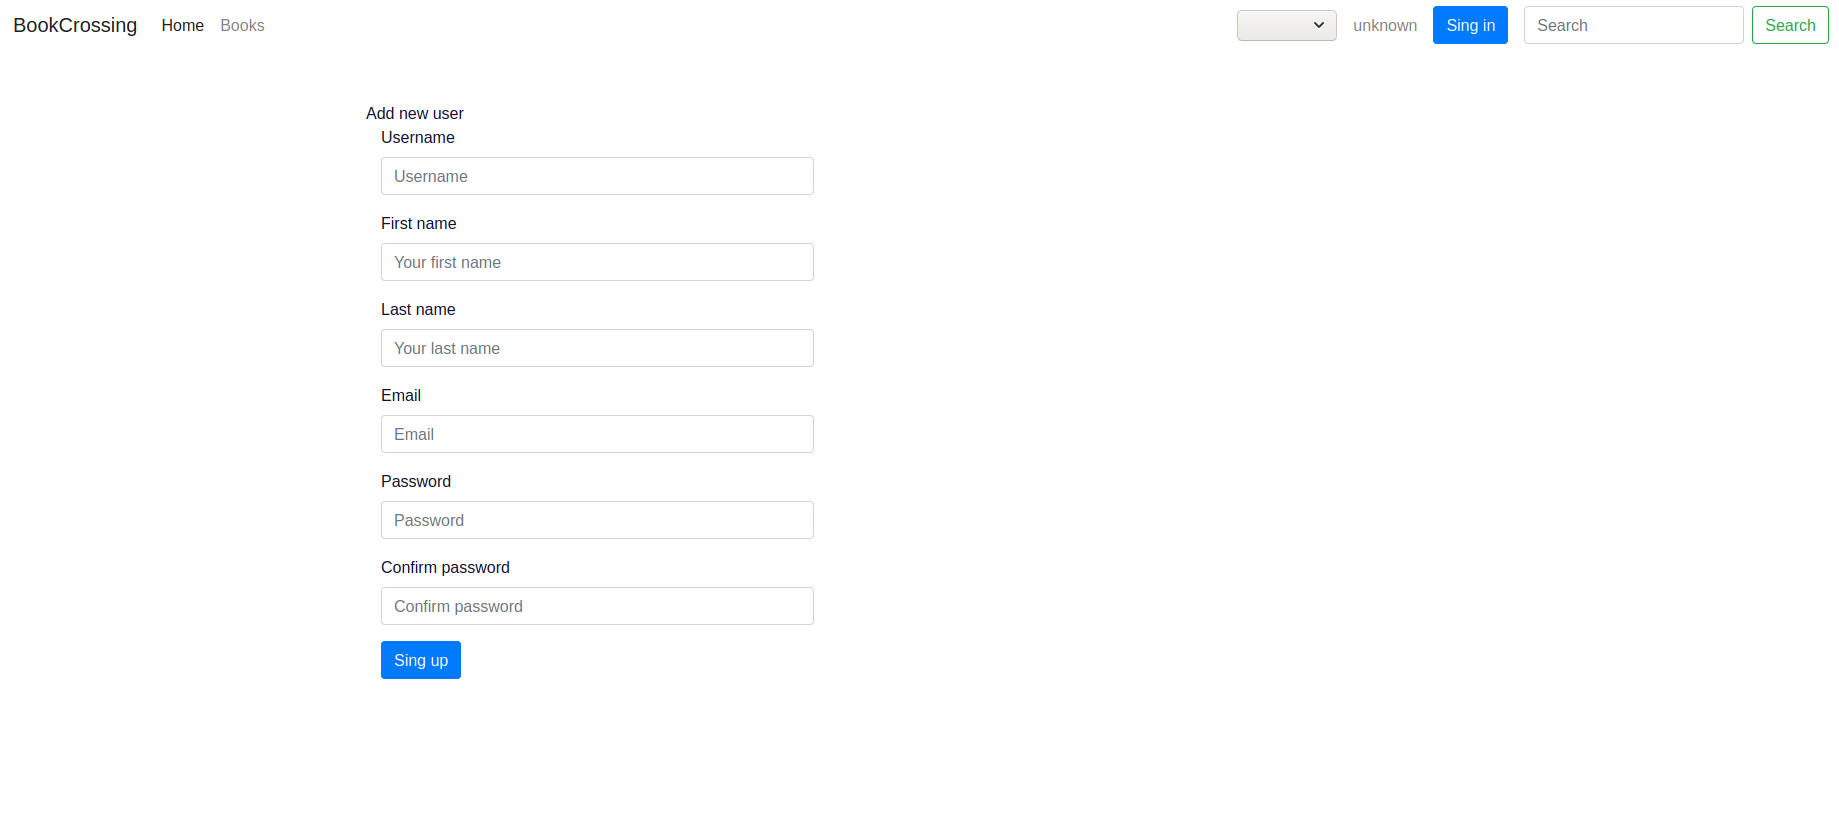 BookCrossing Home Books unknown Sing in Search Search
Add new user
Username
Username
First name
Your first name
Last name
Your last name
Email
Email
Password
Password
Confirm password
Confirm password
Sing up